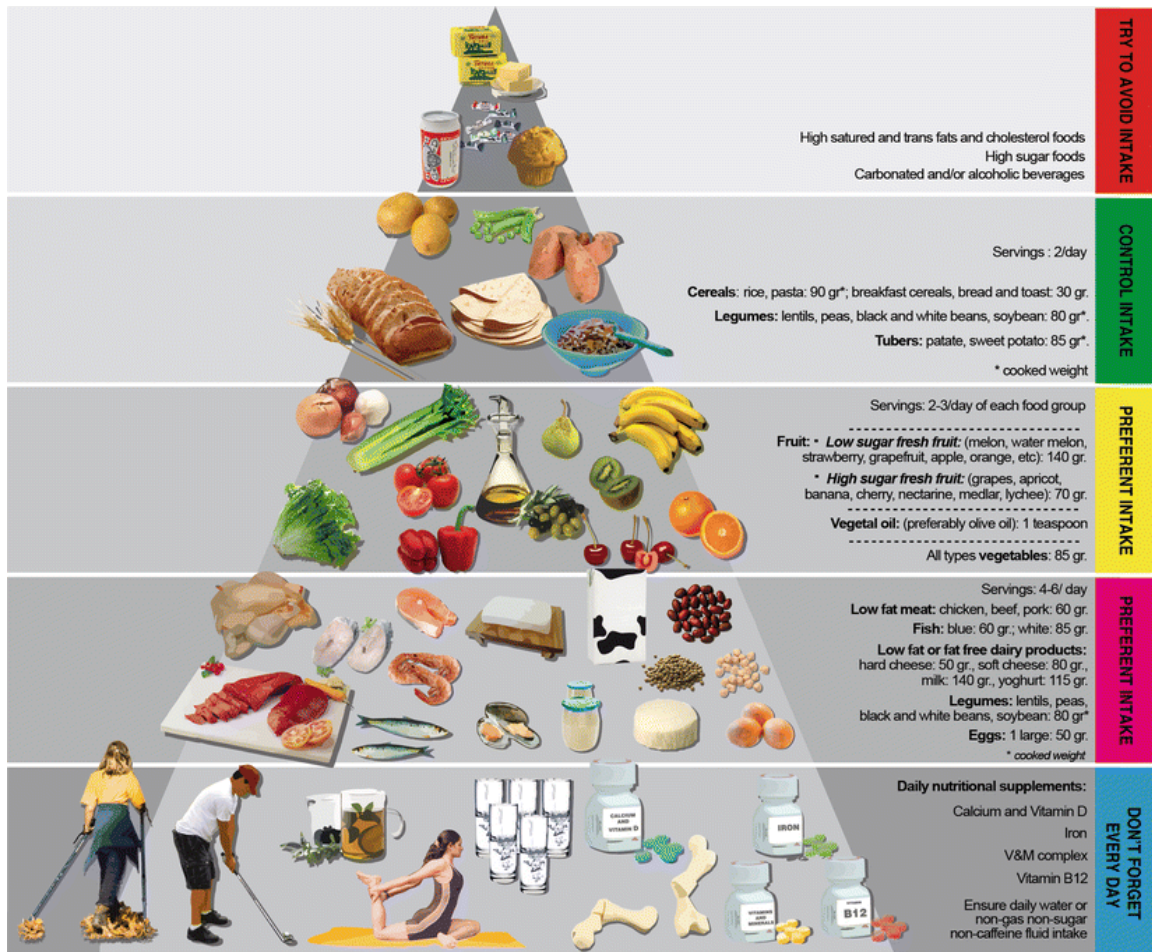 TRY TO AVOID INTAKE
High satured and trans fats and cholesterol foods
High sugar foods
Carbonated and/or alcoholic beverages
CONTROL INTAKE
Servings : 2/day
Cereals: rice, pasta: 90 gr*; breakfast cereals, bread and toast: 30 gr.
Legumes: lentils, peas, black and white beans, soybean: 80 gr*.
Tubers: patate, sweet potato: 85 gr*.
* cooked weight
PREFERENT INTAKE
Servings: 2-3/day of each food group
Fruit: • Low sugar fresh fruit: (melon, water melon,
strawberry, grapefruit, apple, orange, etc): 140 gr.
• High sugar fresh fruit: (grapes, apricot,
banana, cherry, nectarine, medlar, lychee): 70 gr.
Vegetal oil: (preferably olive oil): 1 teaspoon
All types vegetables: 85 gr.
PREFERENT INTAKE
Servings: 4-6/ day
Low fat meat: chicken, beef, pork: 60 gr.
Fish: blue: 60 gr.; white: 85 gr.
Low fat or fat free dairy products:
hard cheese: 50 gr., soft cheese: 80 gr.,
milk: 140 gr., yoghurt: 115 gr.
Legumes: lentils, peas,
black and white beans, soybean: 80 gr*
Eggs: 1 large: 50 gr.
* cooked weight
DON'T FORGET
EVERY DAY
Daily nutritional supplements:
Calcium and Vitamin D
Iron
V&M complex
Vitamin B12
Ensure daily water or
non-gas non-sugar
non-caffeine fluid intake
CALCIUM
AND
VITAMIN D
IRON
VITAMINS
AND
MINERALS
VITAMIN
B12